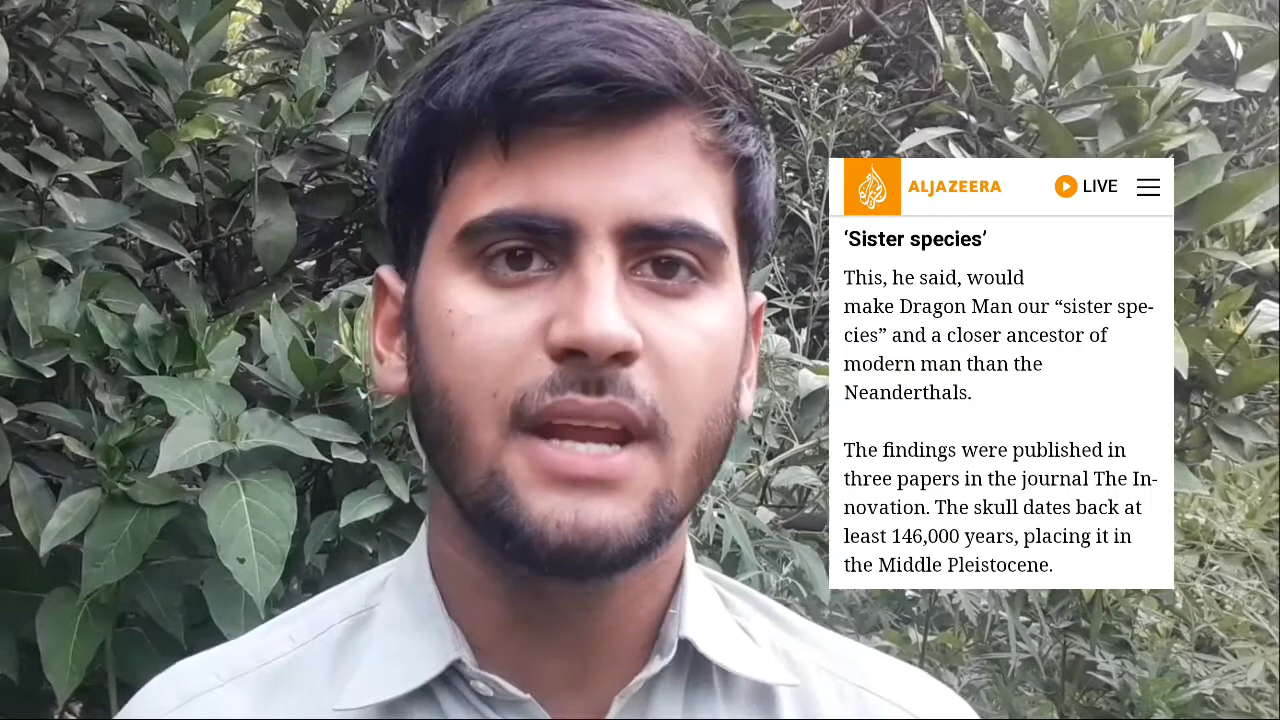 ALJAZEERA
LIVE
‘Sister species’
This, he said, would
make Dragon Man our “sister spe-
cies” and a closer ancestor of
modern man than the
Neanderthals.
The findings were published in
three papers in the journal The In-
novation. The skull dates back at
least 146,000 years, placing it in
the Middle Pleistocene.